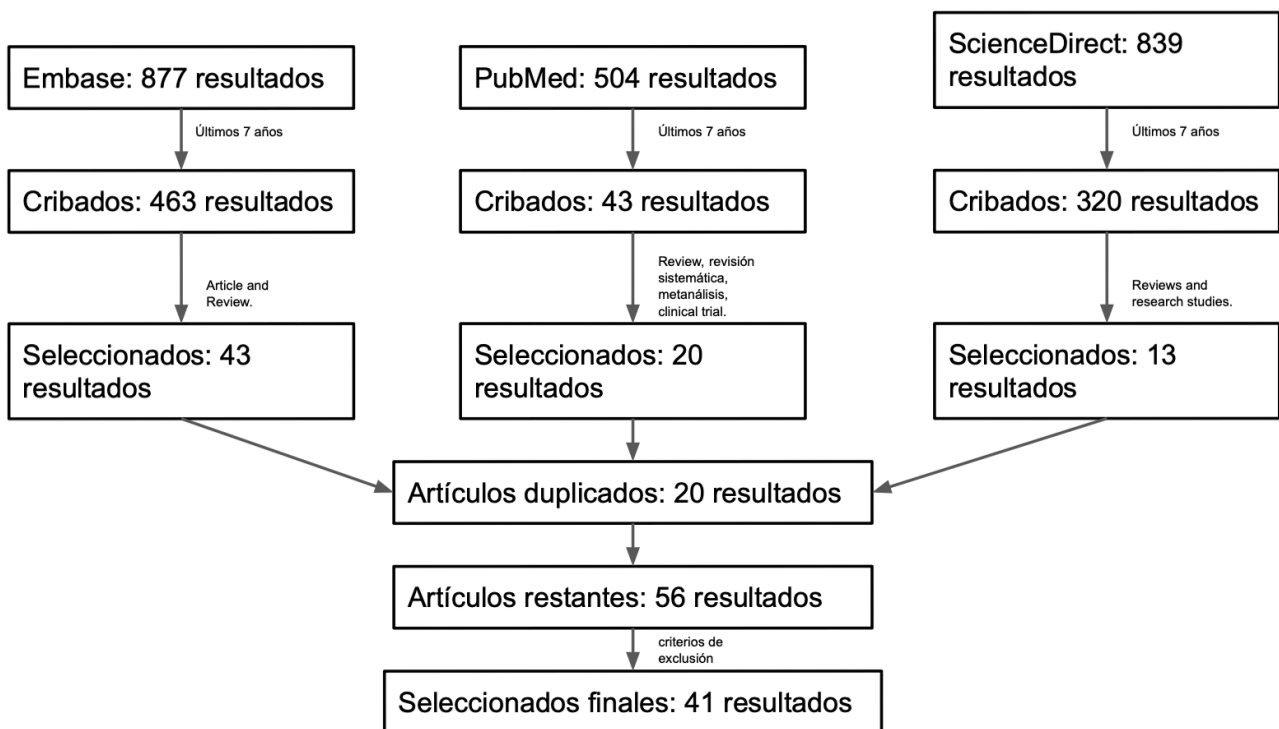 Embase: 877 resultados
PubMed: 504 resultados
ScienceDirect: 839
resultados
Últimos 7 años
Últimos 7 años
Últimos 7 años
Cribados: 463 resultados
Cribados: 43 resultados
Cribados: 320 resultados
Article and
Review.
Review, revisión
sistemática,
metanálisis,
clinical trial.
Reviews and
research studies.
Seleccionados: 43
resultados
Seleccionados: 20
resultados
Seleccionados: 13
resultados
Artículos duplicados: 20 resultados
Artículos restantes: 56 resultados
criterios de
exclusión
Seleccionados finales: 41 resultados